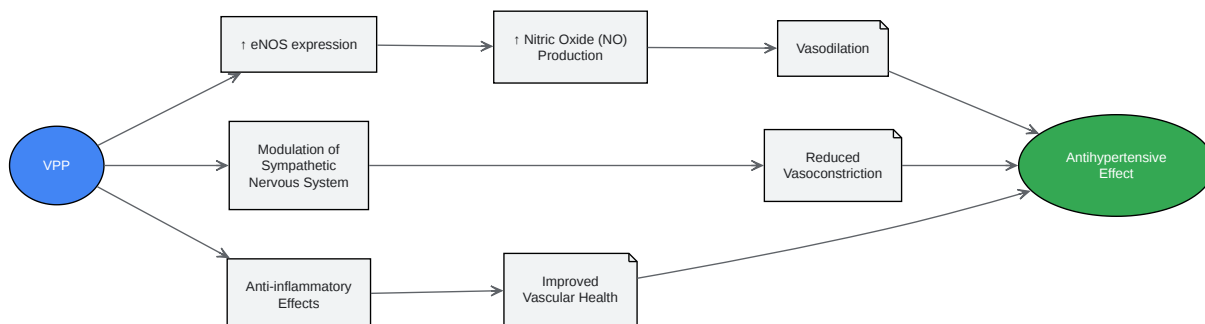 ↑ eNOS expression
↑ Nitric Oxide (NO)
Production
Vasodilation
VPP
Modulation of
Sympathetic
Nervous System
Reduced
Vasoconstriction
Antihypertensive
Effect
Anti-inflammatory
Effects
Improved
Vascular Health